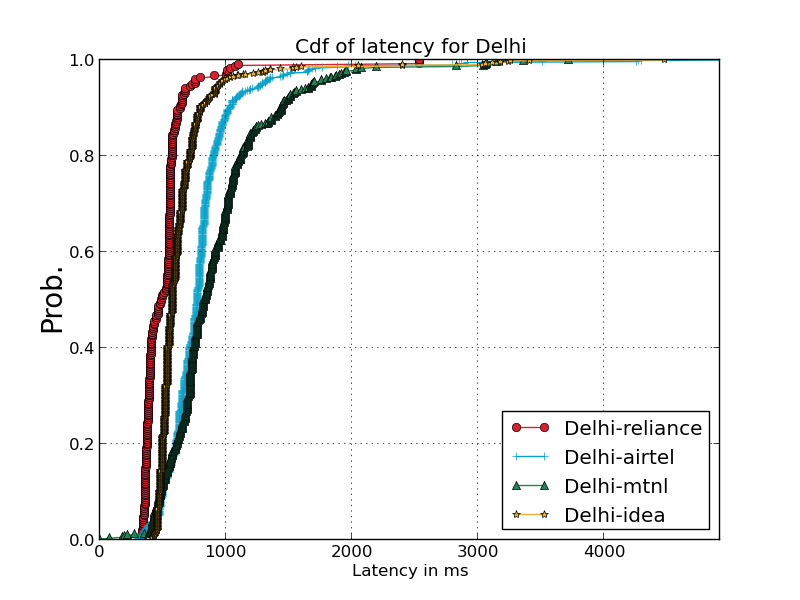 Cdf of latency for Delhi
1.0
0.8
0.6
0.4
0.2
0.0
Prob.
0
1000
2000
3000
4000
Latency in ms
Delhi-reliance
Delhi-airtel
Delhi-mtnl
Delhi-idea